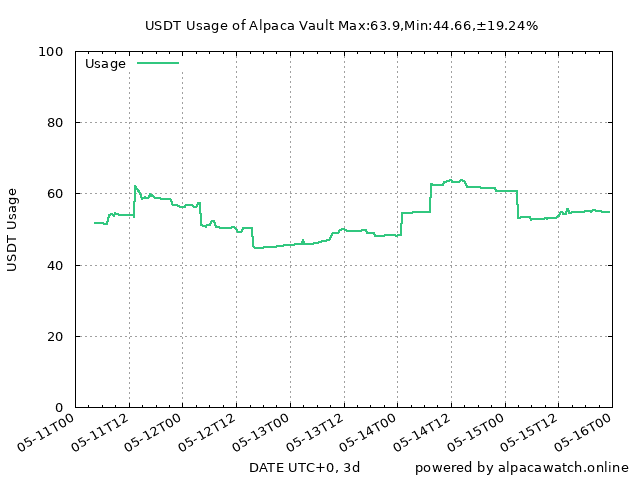 USDT Usage of Alpaca Vault Max:63.9,Min:44.66,±19.24%
Usage
100
80
60
40
20
0
USDT Usage
05-11T00
05-11T12
05-12T00
05-12T12
05-13T00
05-13T12
05-14T00
05-14T12
05-15T00
05-15T12
05-16T00
DATE UTC+0, 3d
powered by alpacawatch.online